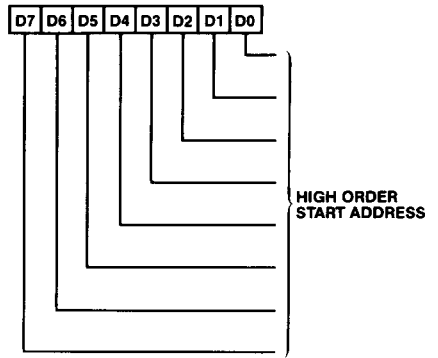 D7 D6 D5 D4 D3 D2 D1 D0
HIGH ORDER
START ADDRESS